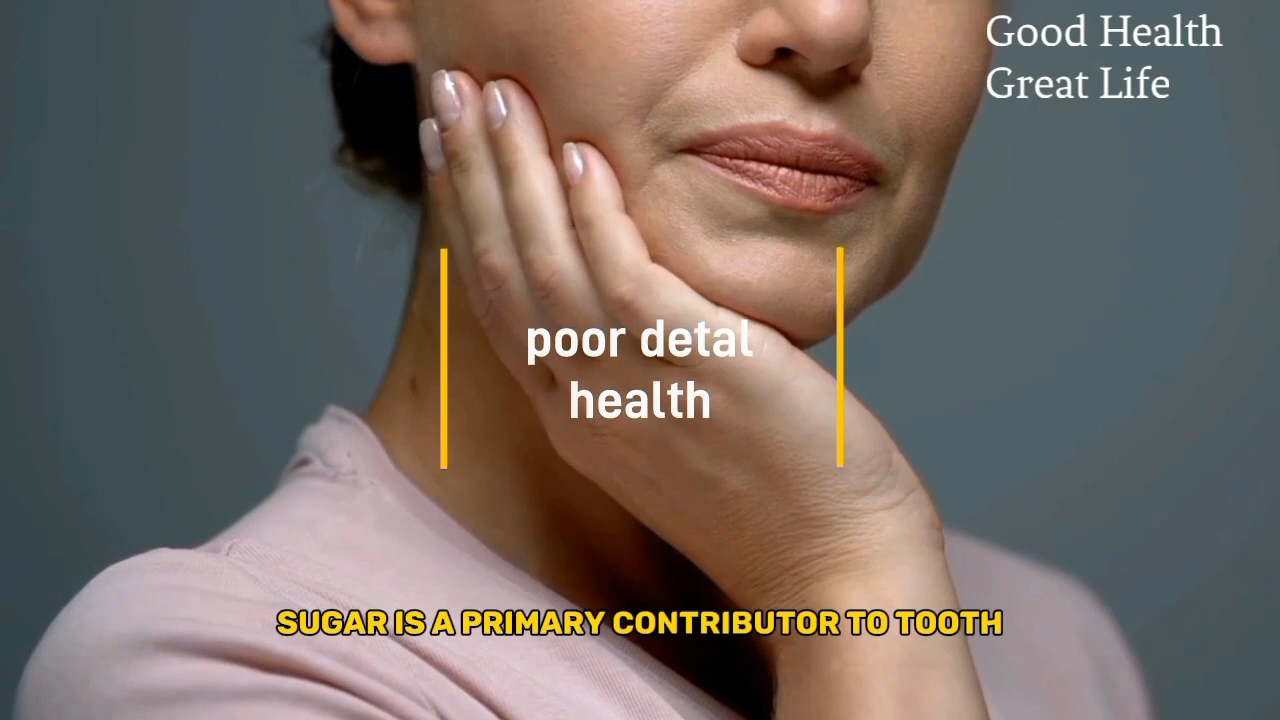 Good Health
Great Life
poor detal
health
SUGAR IS A PRIMARY CONTRIBUTOR TO TOOTH